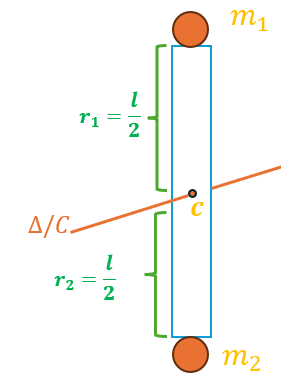 m₁
r₁ = l/2
c
Δ/C
r₂ = l/2
m₂